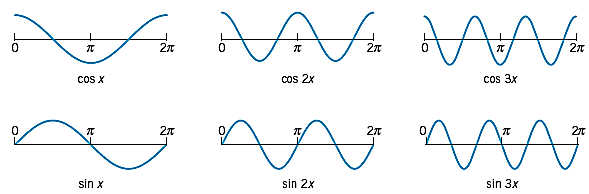 0 π 2π 0 π 2π 0 π 2π
cos x cos 2x cos 3x
0 π 2π 0 π 2π 0 π 2π
sin x sin 2x sin 3x